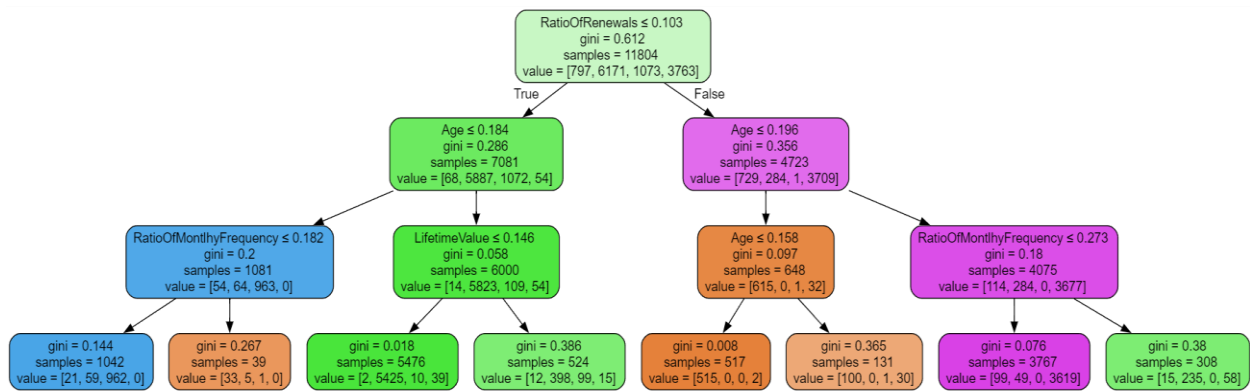 RatioOfRenewals ≤ 0.103
gini = 0.612
samples = 11804
value = [797, 6171, 1073, 3763]
True
False
Age ≤ 0.184
gini = 0.286
samples = 7081
value = [68, 5887, 1072, 54]
Age ≤ 0.196
gini = 0.356
samples = 4723
value = [729, 284, 1, 3709]
RatioOfMontlhyFrequency ≤ 0.182
gini = 0.2
samples = 1081
value = [54, 64, 963, 0]
LifetimeValue ≤ 0.146
gini = 0.058
samples = 6000
value = [14, 5823, 109, 54]
Age ≤ 0.158
gini = 0.097
samples = 648
value = [615, 0, 1, 32]
RatioOfMontlhyFrequency ≤ 0.273
gini = 0.18
samples = 4075
value = [114, 284, 0, 3677]
gini = 0.144
samples = 1042
value = [21, 59, 962, 0]
gini = 0.267
samples = 39
value = [33, 5, 1, 0]
gini = 0.018
samples = 5476
value = [2, 5425, 10, 39]
gini = 0.386
samples = 524
value = [12, 398, 99, 15]
gini = 0.008
samples = 517
value = [515, 0, 0, 2]
gini = 0.365
samples = 131
value = [100, 0, 1, 30]
gini = 0.076
samples = 3767
value = [99, 49, 0, 3619]
gini = 0.38
samples = 308
value = [15, 235, 0, 58]